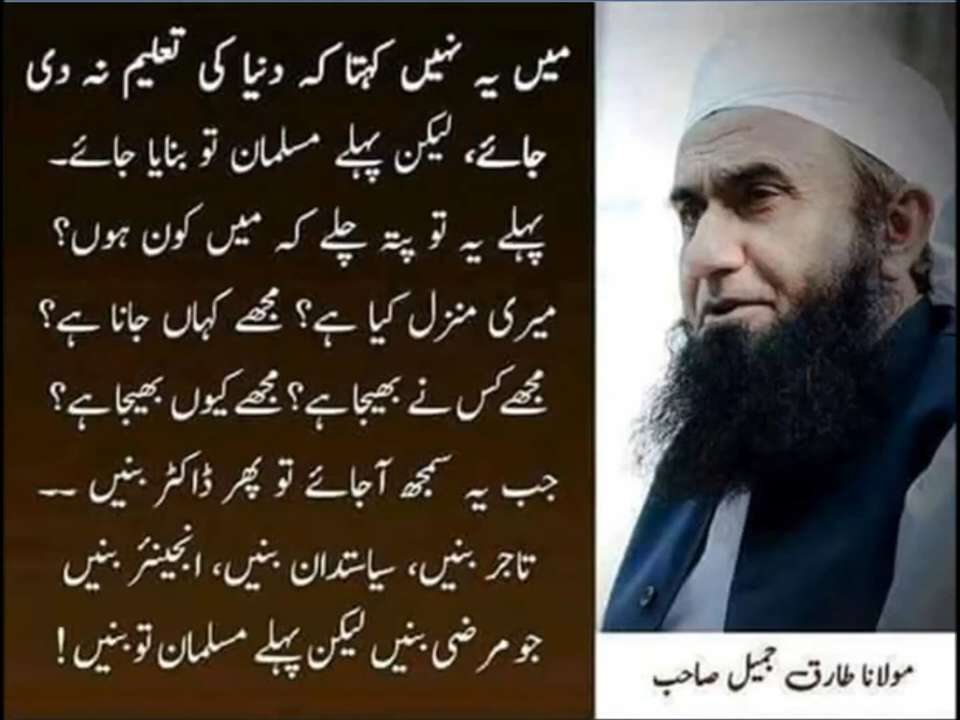 میں یہ نہیں کہتا کہ دنیا کی تعلیم نہ دی
جائے، لیکن پہلے مسلمان تو بنایا جائے۔
پہلے یہ تو پتہ چلے کہ میں کون ہوں؟
میری منزل کیا ہے؟ مجھے کہاں جانا ہے؟
مجھے کس نے بھیجا ہے؟ مجھے کیوں بھیجا ہے؟
جب یہ سمجھ آجائے تو پھر ڈاکٹر بنیں ۔۔
تاجر بنیں، سیاستدان بنیں، انجینئر بنیں
جو مرضی بنیں لیکن پہلے مسلمان تو بنیں!
مولانا طارق جمیل صاحب